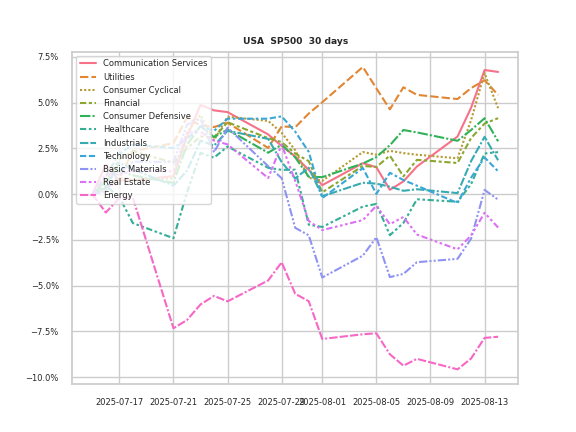 USA SP500 30 days
7.5%
5.0%
2.5%
0.0%
−2.5%
−5.0%
−7.5%
−10.0%
Communication Services
Utilities
Consumer Cyclical
Financial
Consumer Defensive
Healthcare
Industrials
Technology
Basic Materials
Real Estate
Energy
2025-07-17 2025-07-21 2025-07-25 2025-07-29 2025-08-01 2025-08-05 2025-08-09 2025-08-13